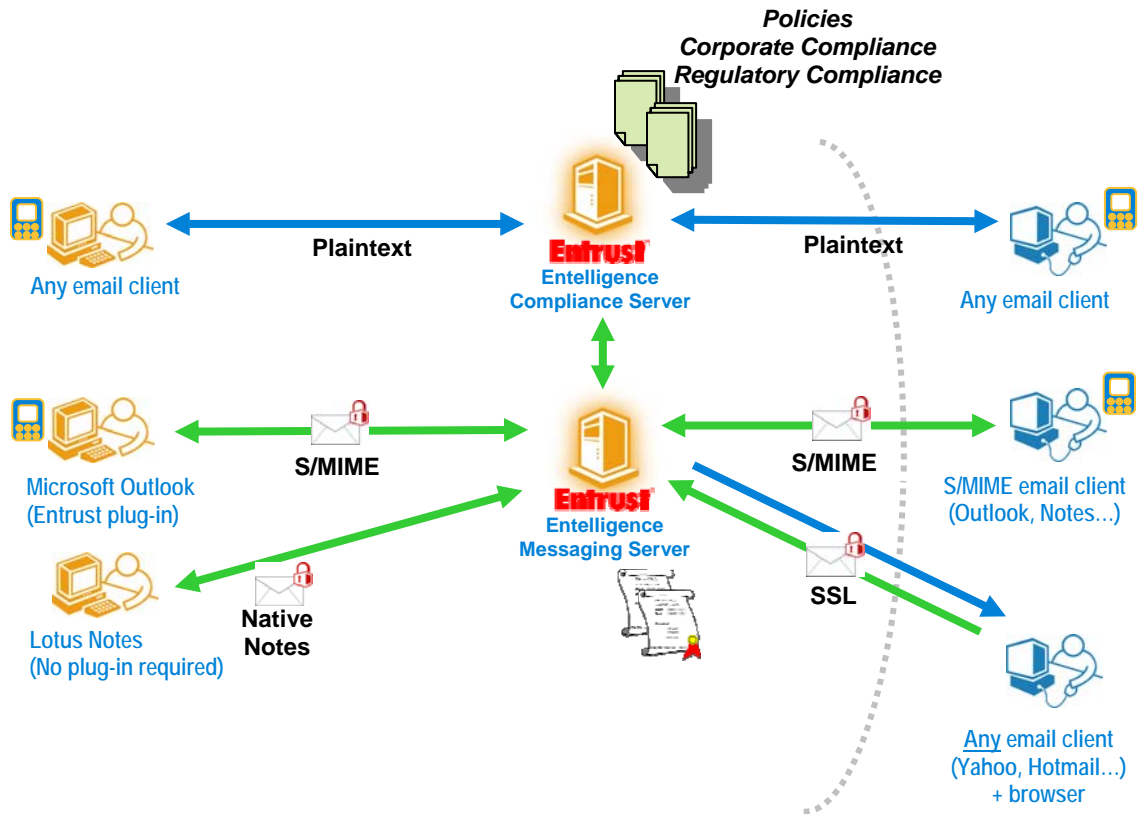 Policies
Corporate Compliance
Regulatory Compliance
Plaintext
Plaintext
Any email client
Entrust®
Entelligence
Compliance Server
Any email client
S/MIME
S/MIME
Microsoft Outlook
(Entrust plug-in)
Entrust®
Entelligence
Messaging Server
S/MIME email client
(Outlook, Notes…)
SSL
Native
Notes
Lotus Notes
(No plug-in required)
Any email client
(Yahoo, Hotmail…)
+ browser